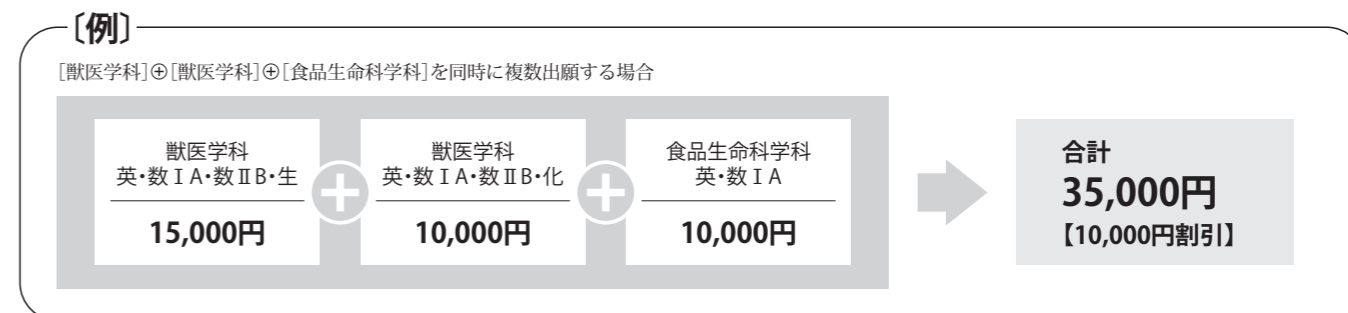 〔例〕
［獣医学科］⊕［獣医学科］⊕［食品生命科学科］を同時に複数出願する場合
獣医学科
英・数ⅠA・数ⅡB・生
15,000円
獣医学科
英・数ⅠA・数ⅡB・化
10,000円
食品生命科学科
英・数ⅠA
10,000円
合計
35,000円
【10,000円割引】